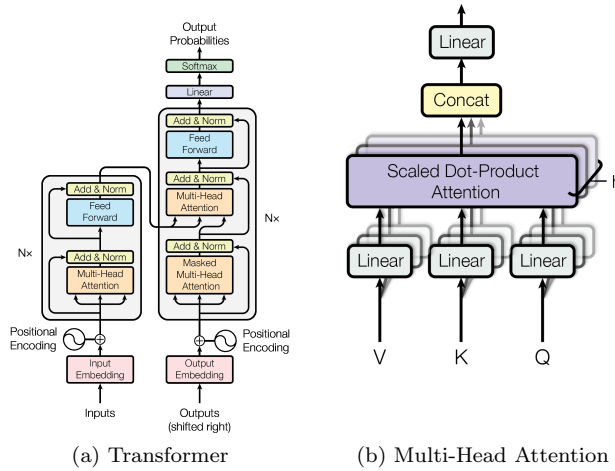 Output
Probabilities
Softmax
Linear
Add & Norm
Feed
Forward
Add & Norm
Multi-Head
Attention
Add & Norm
Masked
Multi-Head
Attention
Nx
Add & Norm
Feed
Forward
Add & Norm
Multi-Head
Attention
Nx
Positional
Encoding
Positional
Encoding
Input
Embedding
Output
Embedding
Inputs
Outputs
(shifted right)
(a) Transformer
Linear
Concat
Scaled Dot-Product
Attention
Linear Linear Linear
V K Q
(b) Multi-Head Attention